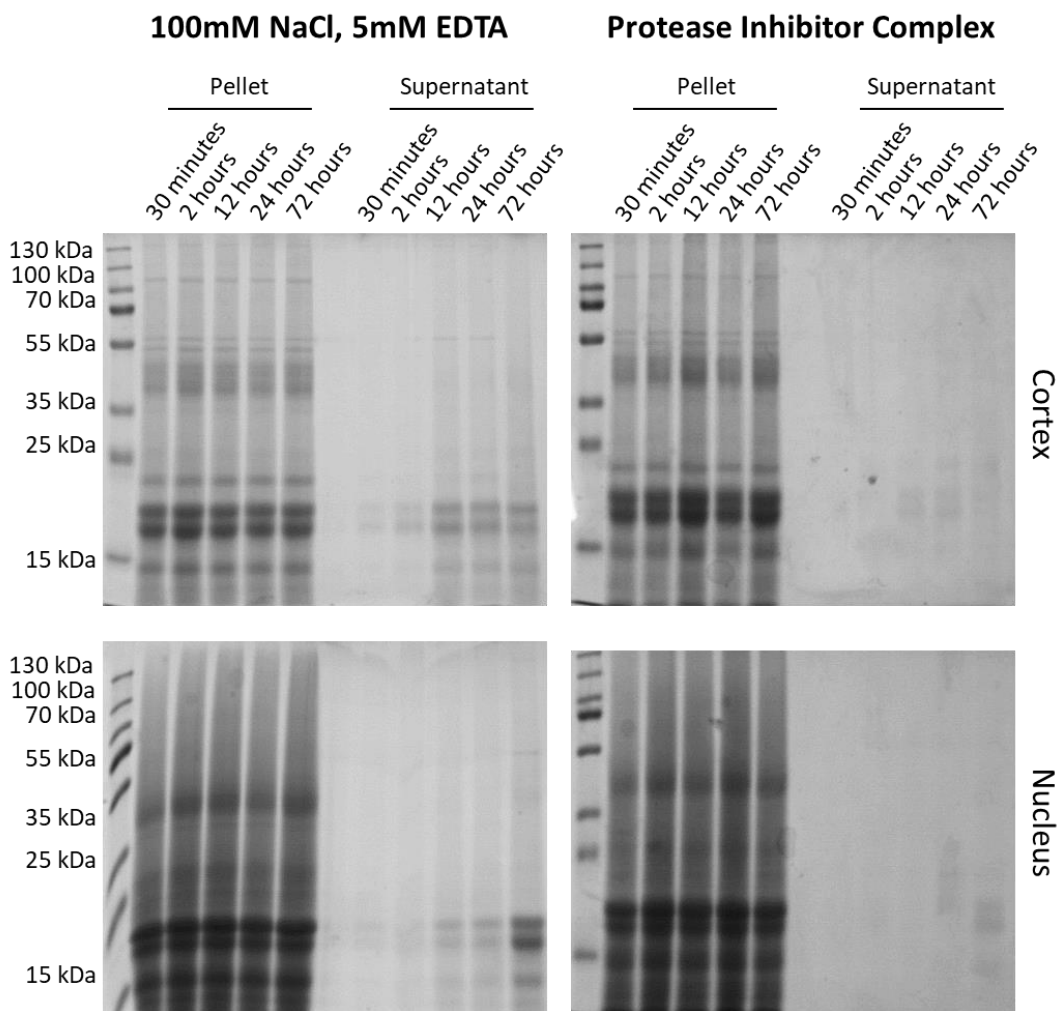 100mM NaCl, 5mM EDTA
Protease Inhibitor Complex
Pellet
Supernatant
Pellet
Supernatant
30 minutes
2 hours
12 hours
24 hours
72 hours
30 minutes
2 hours
12 hours
24 hours
72 hours
30 minutes
2 hours
12 hours
24 hours
72 hours
30 minutes
2 hours
12 hours
24 hours
72 hours
130 kDa
100 kDa
70 kDa
55 kDa
35 kDa
25 kDa
15 kDa
Cortex
130 kDa
100 kDa
70 kDa
55 kDa
35 kDa
25 kDa
15 kDa
Nucleus